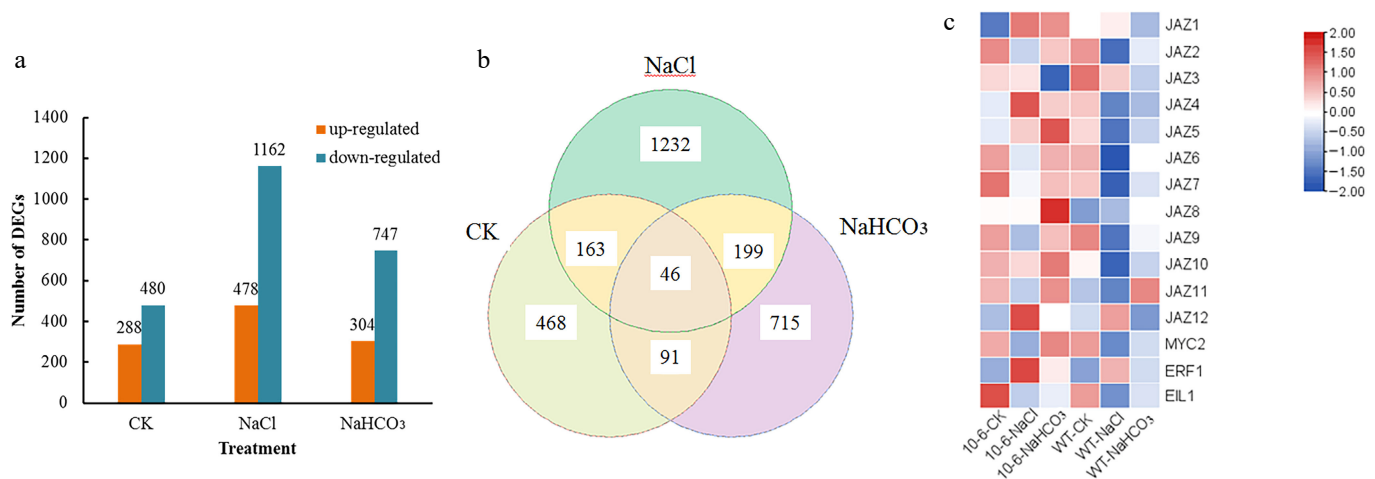 a
Number of DEGs
1400
1200
1000
800
600
400
200
0
up-regulated
down-regulated
288
480
478
1162
304
747
CK
NaCl
NaHCO₃
Treatment
b
NaCl
CK
NaHCO₃
1232
163
199
46
468
715
91
c
JAZ1
JAZ2
JAZ3
JAZ4
JAZ5
JAZ6
JAZ7
JAZ8
JAZ9
JAZ10
JAZ11
JAZ12
MYC2
ERF1
EIL1
10-6-CK
10-6-NaCl
10-6-NaHCO₃
WT-CK
WT-NaCl
WT-NaHCO₃
2.00
1.50
1.00
0.50
0.00
−0.50
−1.00
−1.50
−2.00